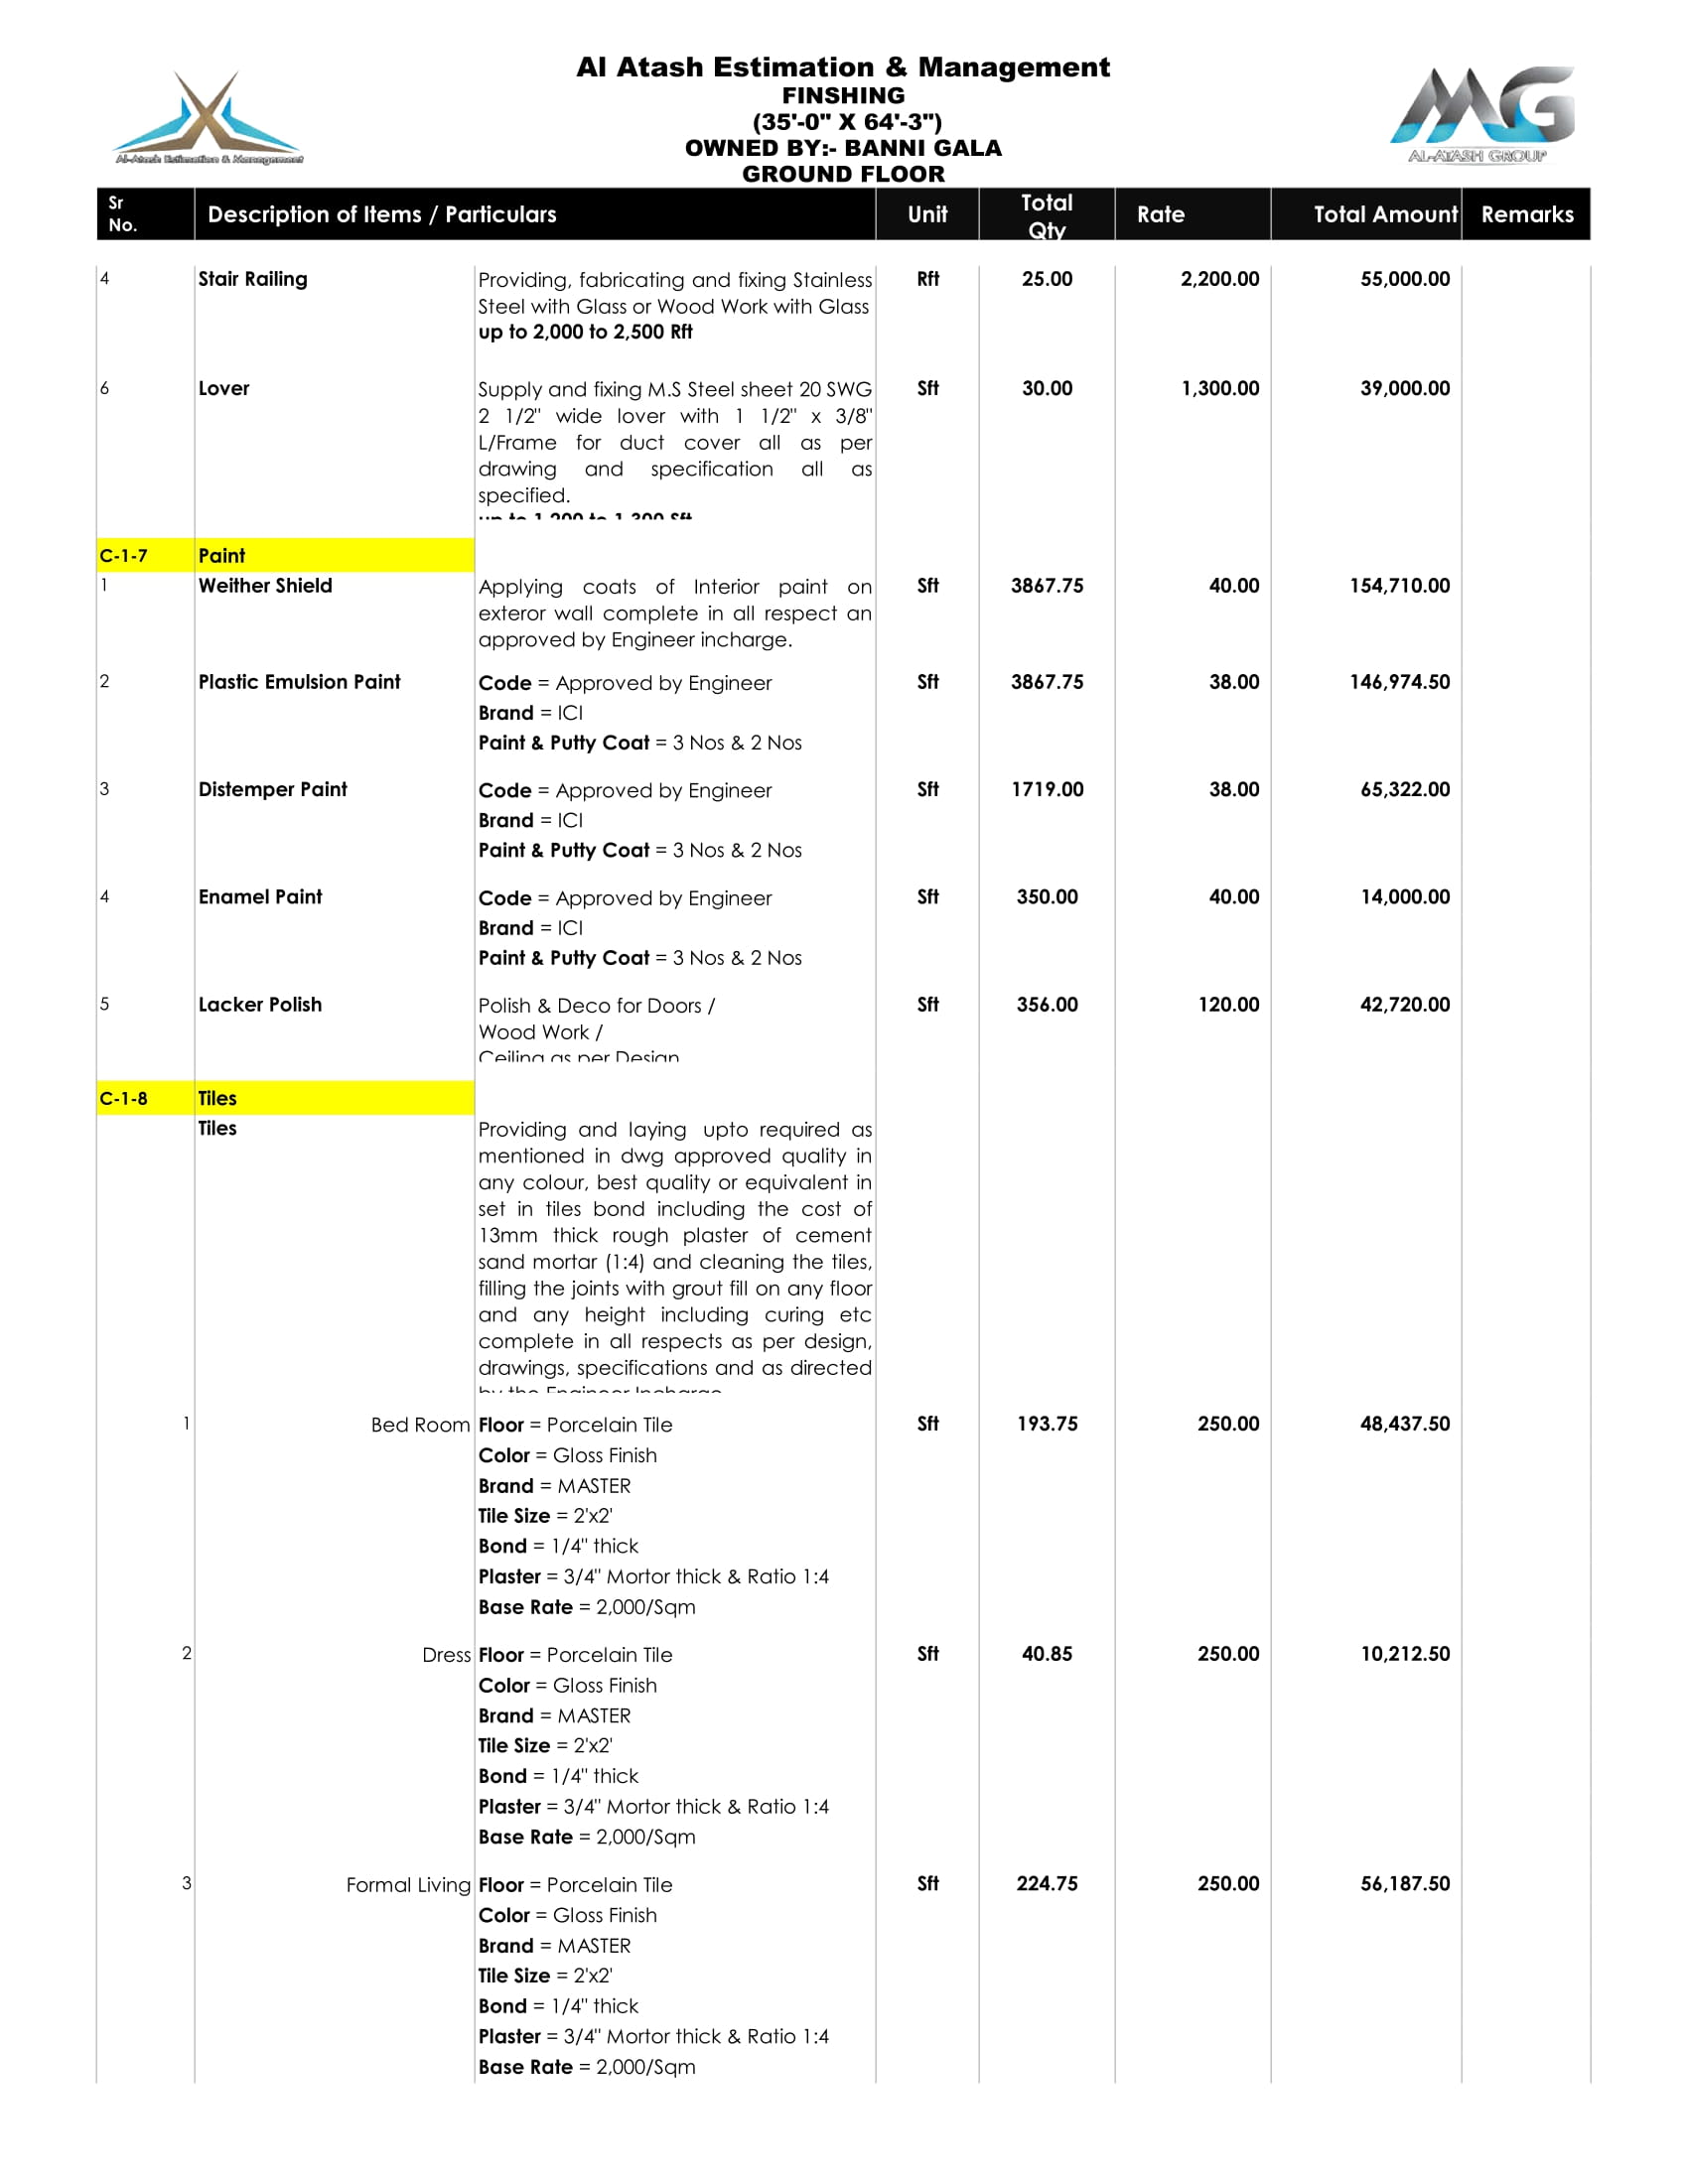 Al Atash Estimation & Management
FINSHING
(35'-0" X 64'-3")
OWNED BY:- BANNI GALA
GROUND FLOOR
Al-Atash Estimation & Management
MG
AL-ATASH GROUP
Sr No. Description of Items / Particulars Unit Total Qty Rate Total Amount Remarks
4 Stair Railing Providing, fabricating and fixing Stainless Rft 25.00 2,200.00 55,000.00
Steel with Glass or Wood Work with Glass
up to 2,000 to 2,500 Rft
6 Lover Supply and fixing M.S Steel sheet 20 SWG Sft 30.00 1,300.00 39,000.00
2 1/2" wide lover with 1 1/2" x 3/8"
L/Frame for duct cover all as per
drawing and specification all as
specified.
up to 1,200 to 1,300 Sft
C-1-7 Paint
1 Weither Shield Applying coats of Interior paint on Sft 3867.75 40.00 154,710.00
exteror wall complete in all respect an
approved by Engineer incharge.
2 Plastic Emulsion Paint Code = Approved by Engineer Sft 3867.75 38.00 146,974.50
Brand = ICI
Paint & Putty Coat = 3 Nos & 2 Nos
3 Distemper Paint Code = Approved by Engineer Sft 1719.00 38.00 65,322.00
Brand = ICI
Paint & Putty Coat = 3 Nos & 2 Nos
4 Enamel Paint Code = Approved by Engineer Sft 350.00 40.00 14,000.00
Brand = ICI
Paint & Putty Coat = 3 Nos & 2 Nos
5 Lacker Polish Polish & Deco for Doors / Sft 356.00 120.00 42,720.00
Wood Work /
Ceiling as per Design
C-1-8 Tiles
Tiles Providing and laying upto required as
mentioned in dwg approved quality in
any colour, best quality or equivalent in
set in tiles bond including the cost of
13mm thick rough plaster of cement
sand mortar (1:4) and cleaning the tiles,
filling the joints with grout fill on any floor
and any height including curing etc
complete in all respects as per design,
drawings, specifications and as directed
by the Engineer Incharge
1 Bed Room Floor = Porcelain Tile Sft 193.75 250.00 48,437.50
Color = Gloss Finish
Brand = MASTER
Tile Size = 2'x2'
Bond = 1/4" thick
Plaster = 3/4" Mortor thick & Ratio 1:4
Base Rate = 2,000/Sqm
2 Dress Floor = Porcelain Tile Sft 40.85 250.00 10,212.50
Color = Gloss Finish
Brand = MASTER
Tile Size = 2'x2'
Bond = 1/4" thick
Plaster = 3/4" Mortor thick & Ratio 1:4
Base Rate = 2,000/Sqm
3 Formal Living Floor = Porcelain Tile Sft 224.75 250.00 56,187.50
Color = Gloss Finish
Brand = MASTER
Tile Size = 2'x2'
Bond = 1/4" thick
Plaster = 3/4" Mortor thick & Ratio 1:4
Base Rate = 2,000/Sqm